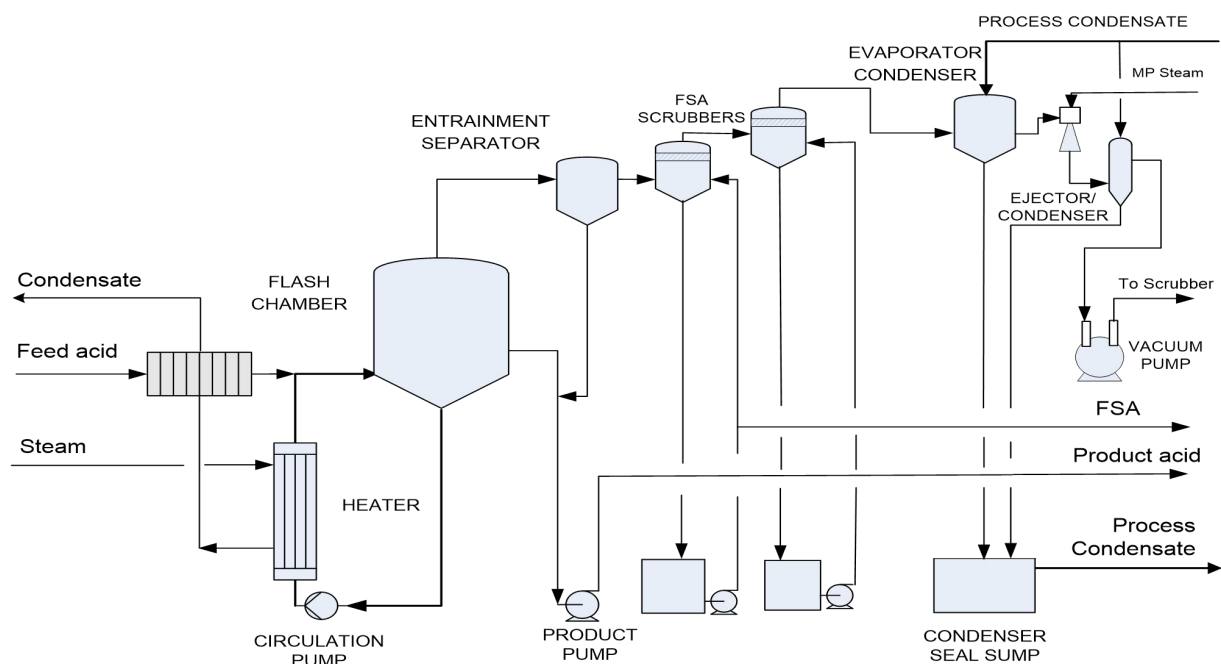 PROCESS CONDENSATE
EVAPORATOR
CONDENSER
MP Steam
FSA
SCRUBBERS
ENTRAINMENT
SEPARATOR
EJECTOR/
CONDENSER
Condensate
FLASH
CHAMBER
To Scrubber
Feed acid
VACUUM
PUMP
FSA
Steam
Product acid
HEATER
Process
Condensate
CIRCULATION
PUMP
PRODUCT
PUMP
CONDENSER
SEAL SUMP